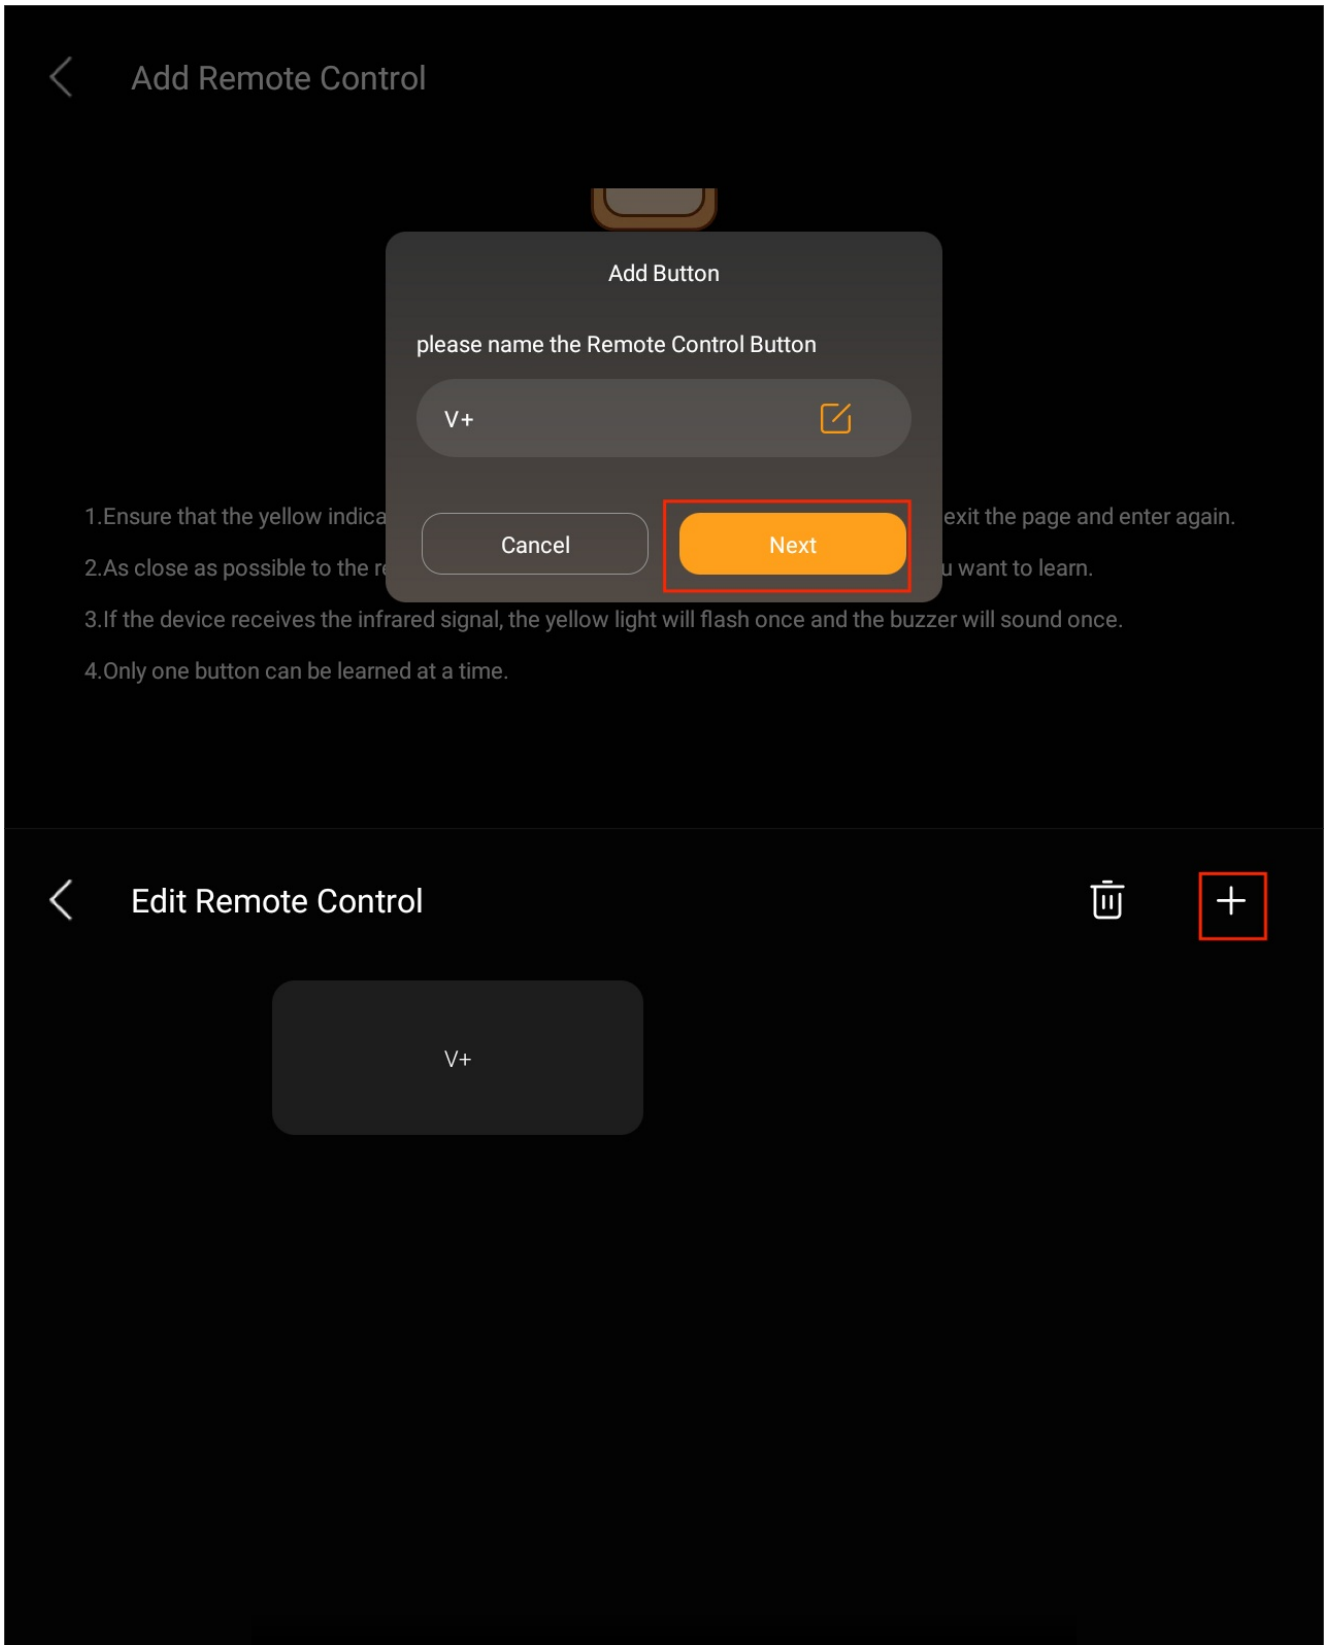 Add Remote Control
Add Button
please name the Remote Control Button
V+
Cancel
Next
1.Ensure that the yellow indica
exit the page and enter again.
2.As close as possible to the
want to learn.
3.If the device receives the infrared signal, the yellow light will flash once and the buzzer will sound once.
4.Only one button can be learned at a time.
Edit Remote Control
V+